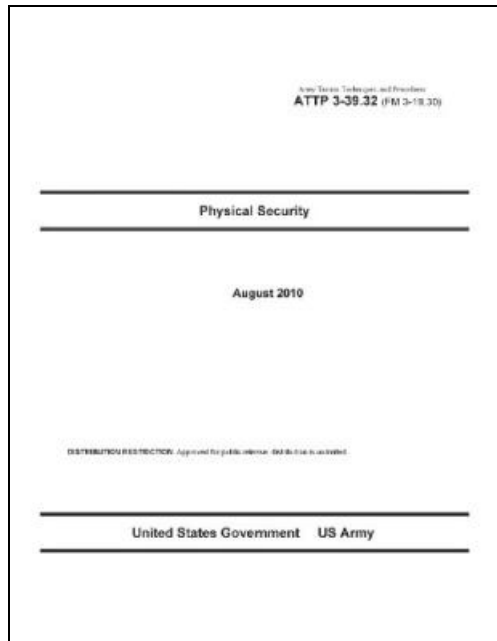 Army Tactics, Techniques, and Procedures
ATTP 3-39.32 (FM 3-19.30)
Physical Security
August 2010
DISTRIBUTION RESTRICTION. Approved for public release; distribution is unlimited.
United States Government US Army